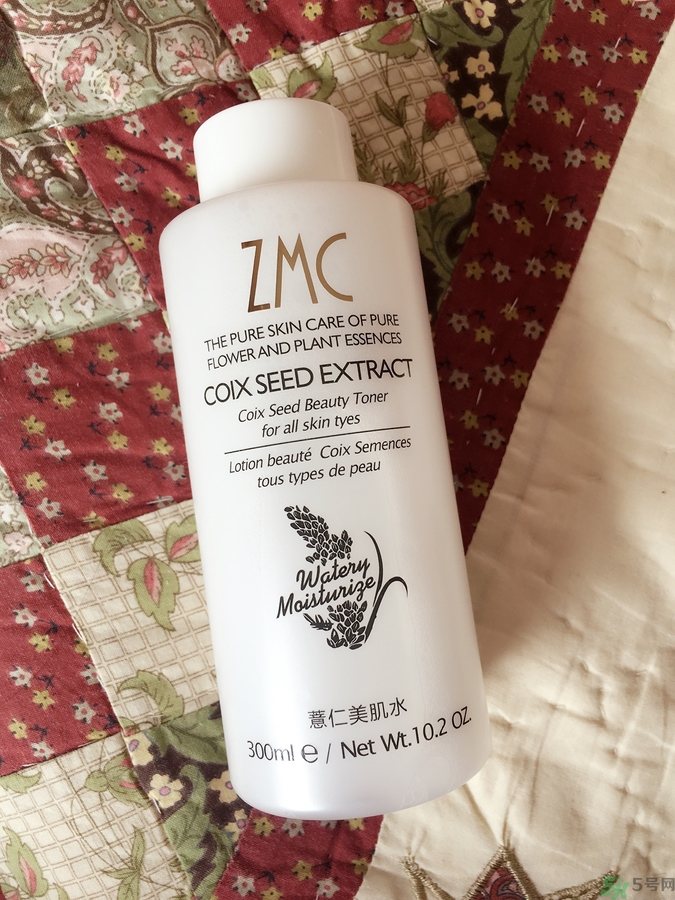 ZMC
THE PURE SKIN CARE OF PURE
FLOWER AND PLANT ESSENCES
COIX SEED EXTRACT
Coix Seed Beauty Toner
for all skin tyes
Lotion beauté Coix Semences
tous types de peau
Watery
Moisturize
薏仁美肌水
300ml ℮ / Net Wt.10.2 OZ.
5号网